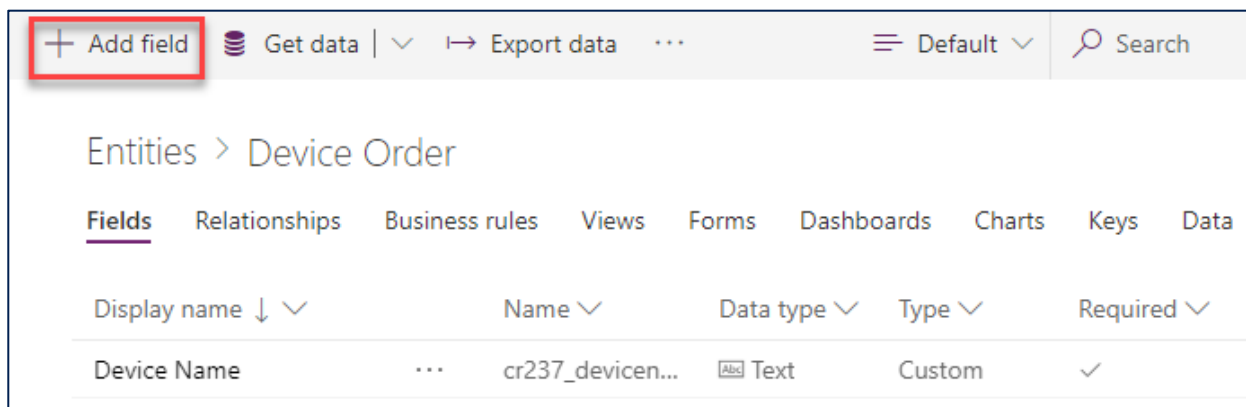 + Add field Get data | Export data ... Default Search
Entities > Device Order
Fields Relationships Business rules Views Forms Dashboards Charts Keys Data
Display name ↓ Name Data type Type Required
Device Name ... cr237_devicen... Abc Text Custom ✓